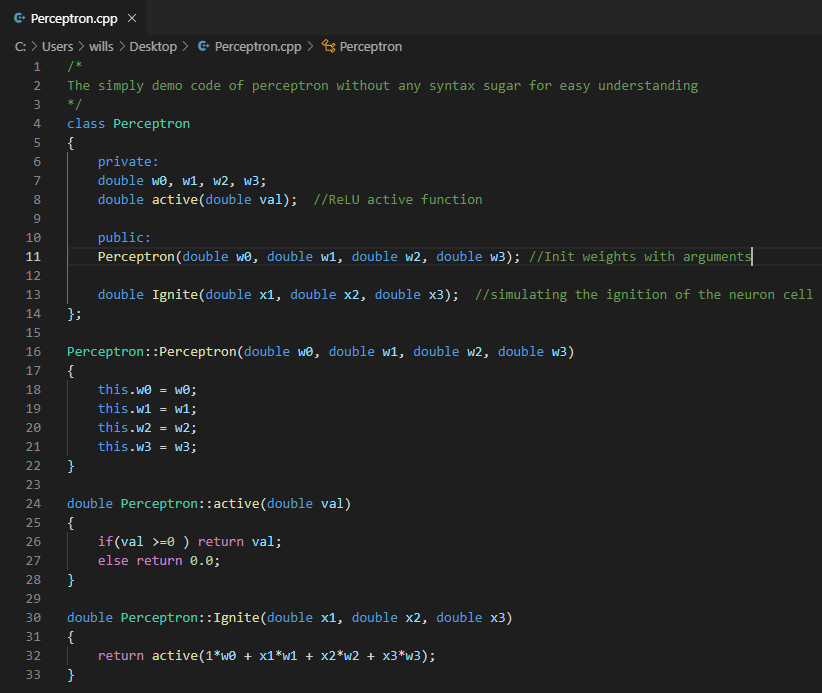 Perceptron.cpp ×
C: > Users > wills > Desktop > Perceptron.cpp > Perceptron
1 /*
2 The simply demo code of perceptron without any syntax sugar for easy understanding
3 */
4 class Perceptron
5 {
6     private:
7     double w0, w1, w2, w3;
8     double active(double val);  //ReLU active function
9
10     public:
11     Perceptron(double w0, double w1, double w2, double w3); //Init weights with arguments
12
13     double Ignite(double x1, double x2, double x3);  //simulating the ignition of the neuron cell
14 };
15
16 Perceptron::Perceptron(double w0, double w1, double w2, double w3)
17 {
18     this.w0 = w0;
19     this.w1 = w1;
20     this.w2 = w2;
21     this.w3 = w3;
22 }
23
24 double Perceptron::active(double val)
25 {
26     if(val >=0 ) return val;
27     else return 0.0;
28 }
29
30 double Perceptron::Ignite(double x1, double x2, double x3)
31 {
32     return active(1*w0 + x1*w1 + x2*w2 + x3*w3);
33 }